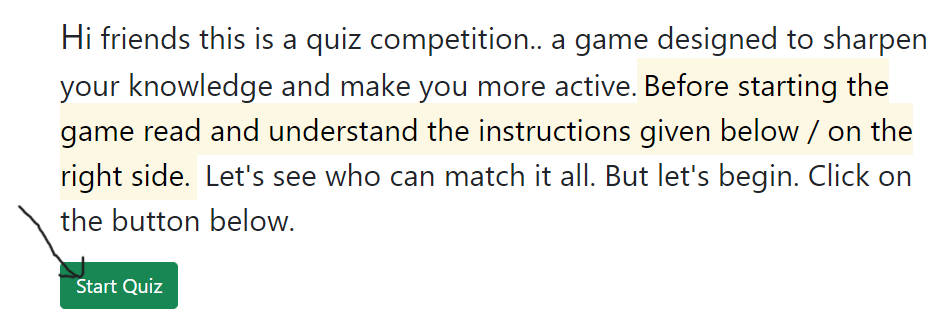 Hi friends this is a quiz competition.. a game designed to sharpen
your knowledge and make you more active. Before starting the
game read and understand the instructions given below / on the
right side. Let's see who can match it all. But let's begin. Click on
the button below.
Start Quiz